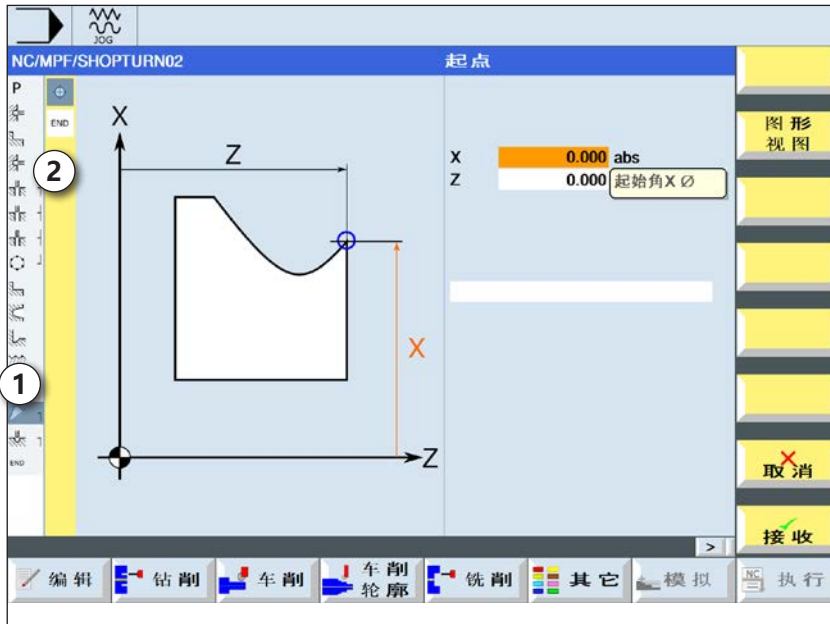 JOG
NC/MPF/SHOPTURN02
起点
P
END
END
2
1
X
Z
X
Z
X 0.000 abs
Z 0.000
起始角X Ø
图形
视图
取消
接收
>
编辑
钻削
车削
车削
轮廓
铣削
其它
模拟
NC
执行